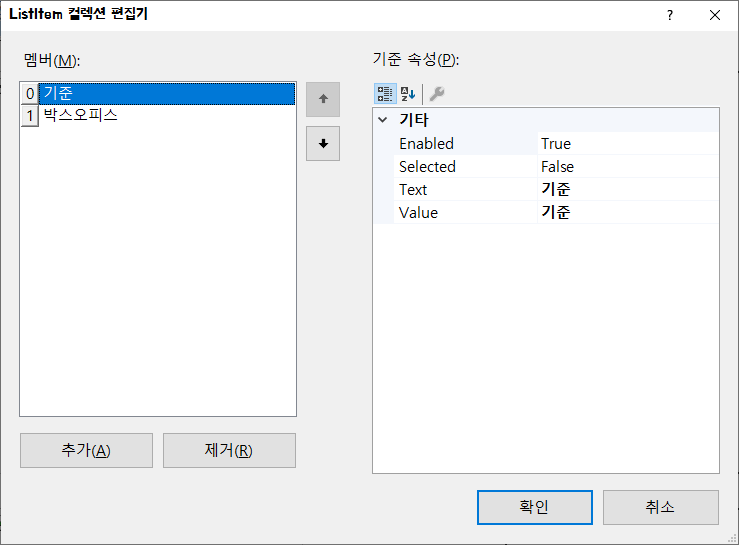 ListItem 컬렉션 편집기
?
멤버(M):
0 기준
1 박스오피스
추가(A)
제거(R)
기준 속성(P):
기타
Enabled True
Selected False
Text 기준
Value 기준
확인
취소